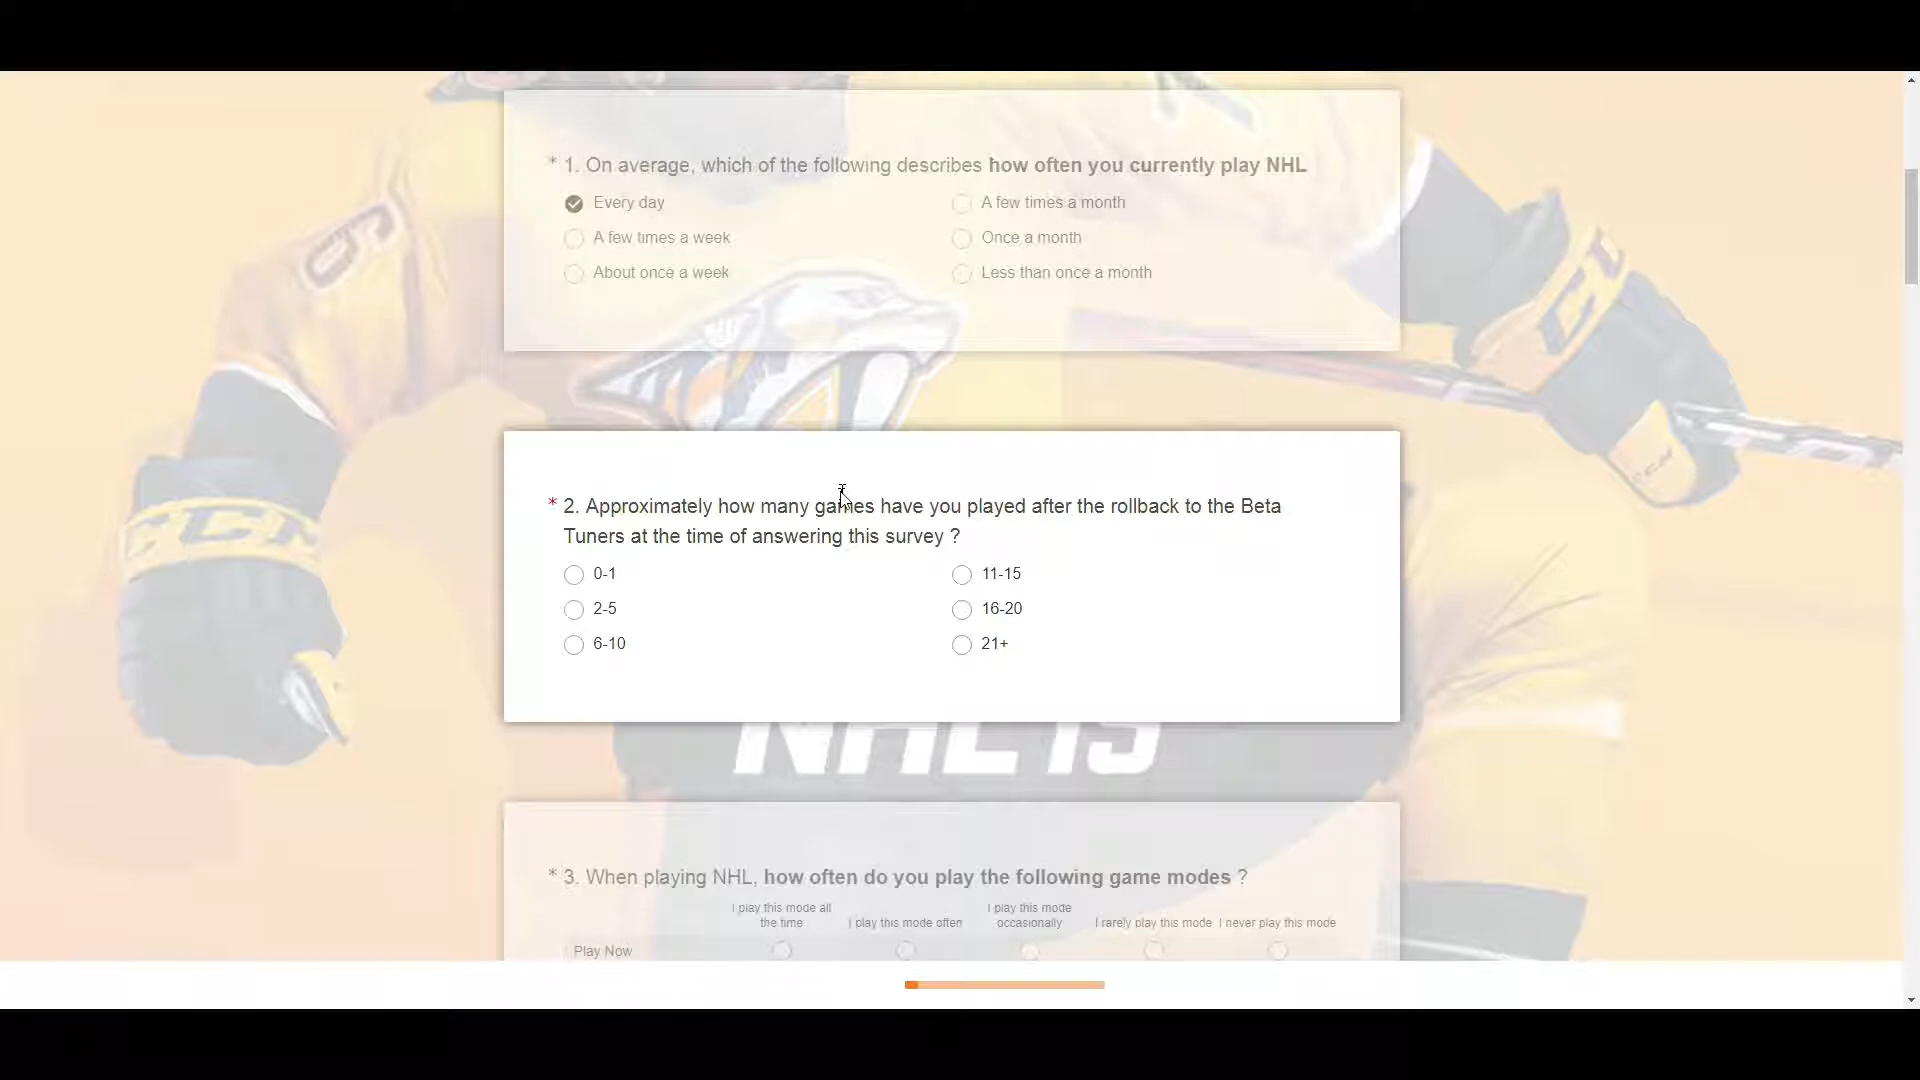 * 1. On average, which of the following describes how often you currently play NHL
Every day
A few times a month
A few times a week
Once a month
About once a week
Less than once a month
* 2. Approximately how many games have you played after the rollback to the Beta
Tuners at the time of answering this survey ?
0-1
11-15
2-5
16-20
6-10
21+
NHL 19
* 3. When playing NHL, how often do you play the following game modes ?
I play this mode all
the time
I play this mode often
I play this mode
occasionally
I rarely play this mode
I never play this mode
Play Now
CCM
CCM